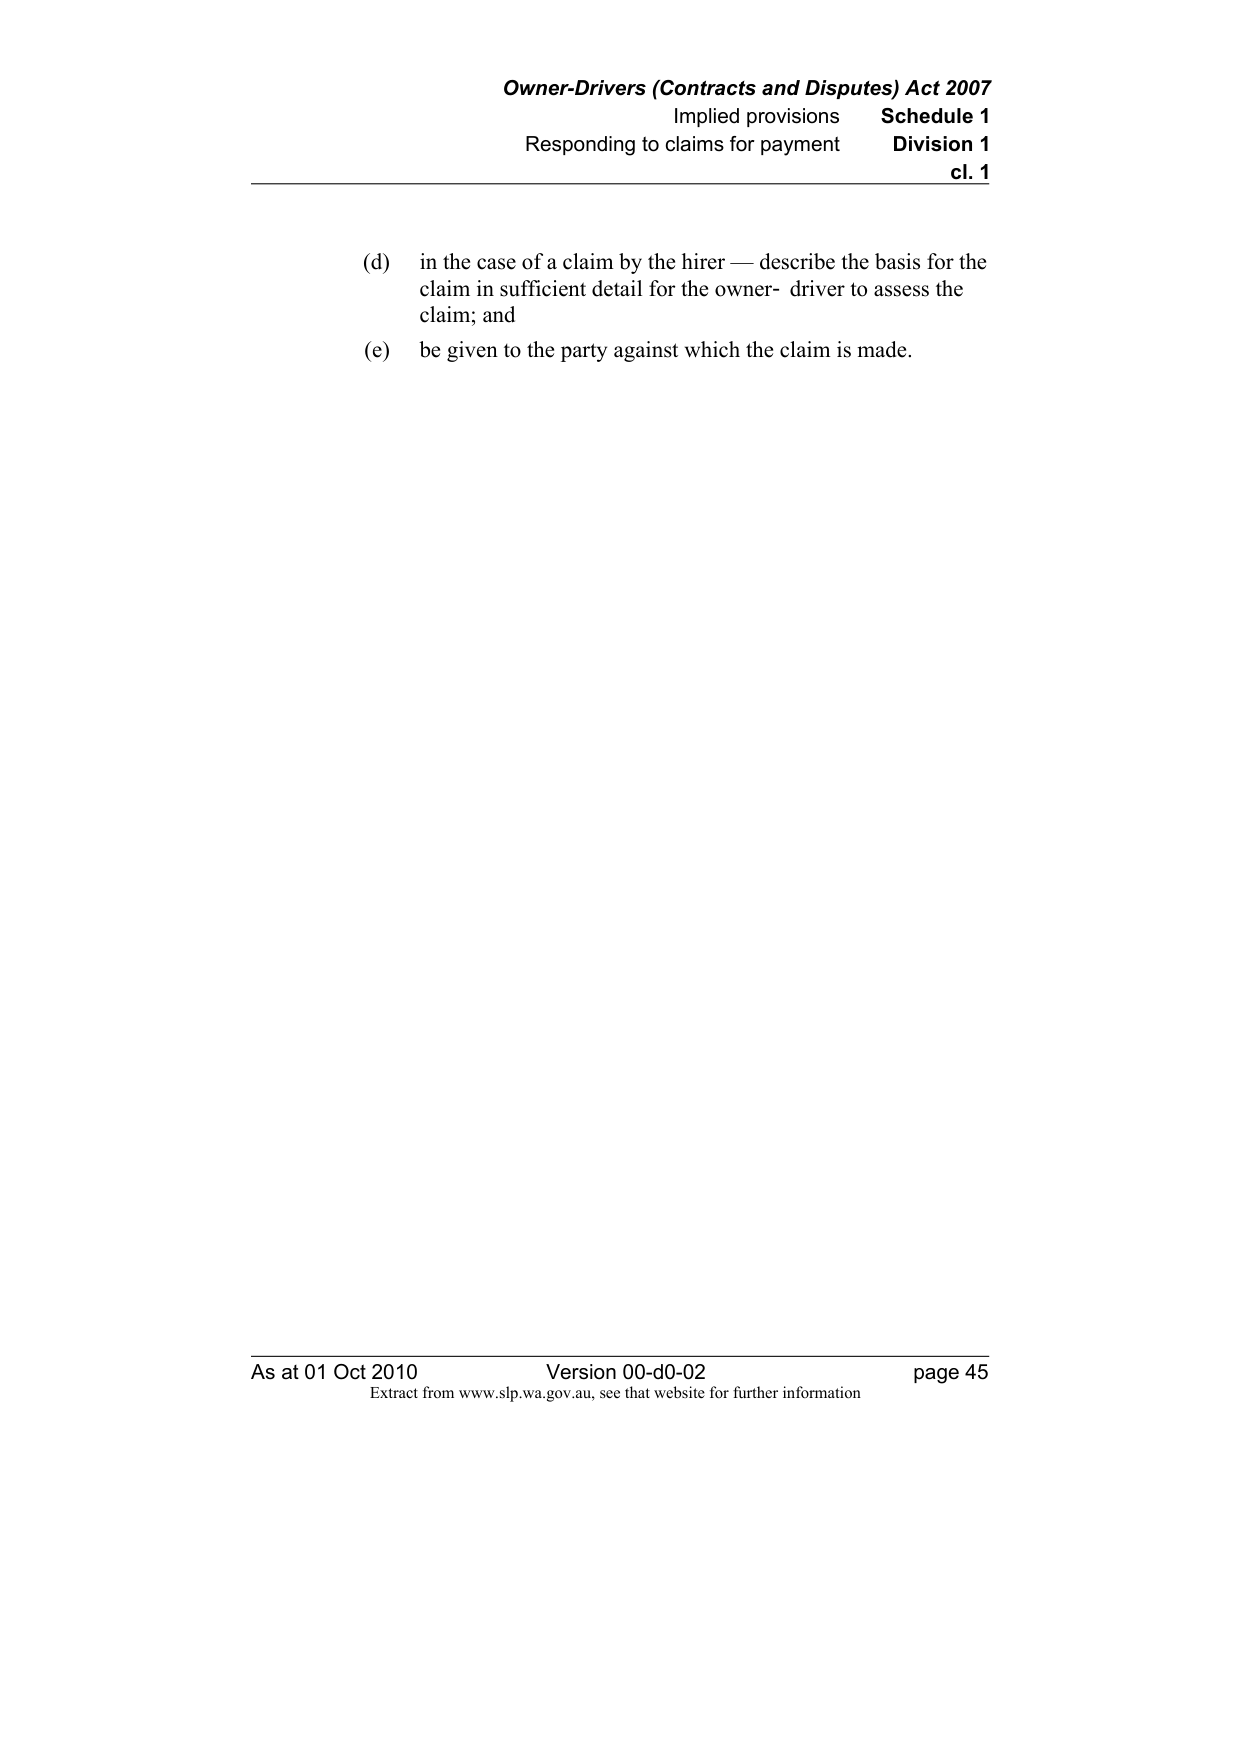 Owner-Drivers (Contracts and Disputes) Act 2007
Implied provisions Schedule 1
Responding to claims for payment Division 1
cl. 1
(d) in the case of a claim by the hirer — describe the basis for the
claim in sufficient detail for the owner- driver to assess the
claim; and
(e) be given to the party against which the claim is made.
As at 01 Oct 2010 Version 00-d0-02 page 45
Extract from www.slp.wa.gov.au, see that website for further information